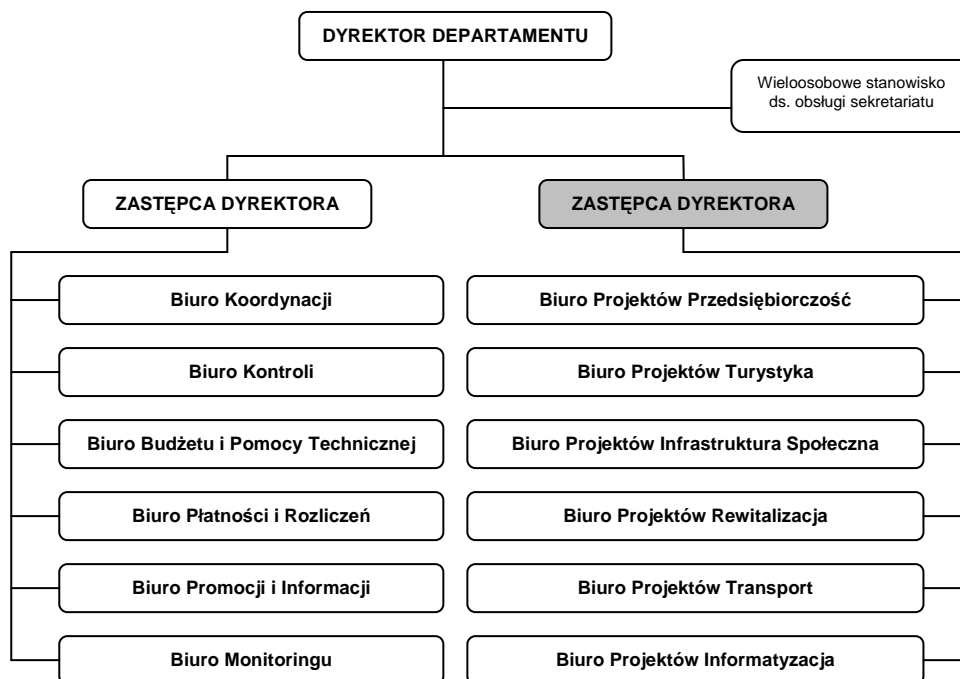 DYREKTOR DEPARTAMENTU
Wieloosobowe stanowisko
ds. obsługi sekretariatu
ZASTĘPCA DYREKTORA
ZASTĘPCA DYREKTORA
Biuro Koordynacji
Biuro Projektów Przedsiębiorczość
Biuro Kontroli
Biuro Projektów Turystyka
Biuro Budżetu i Pomocy Technicznej
Biuro Projektów Infrastruktura Społeczna
Biuro Płatności i Rozliczeń
Biuro Projektów Rewitalizacja
Biuro Promocji i Informacji
Biuro Projektów Transport
Biuro Monitoringu
Biuro Projektów Informatyzacja